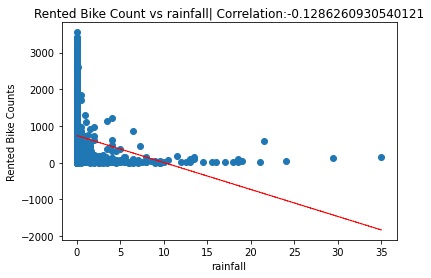 Rented Bike Count vs rainfall| Correlation:-0.1286260930540121
Rented Bike Counts
3000
2000
1000
0
−1000
−2000
0 5 10 15 20 25 30 35
rainfall